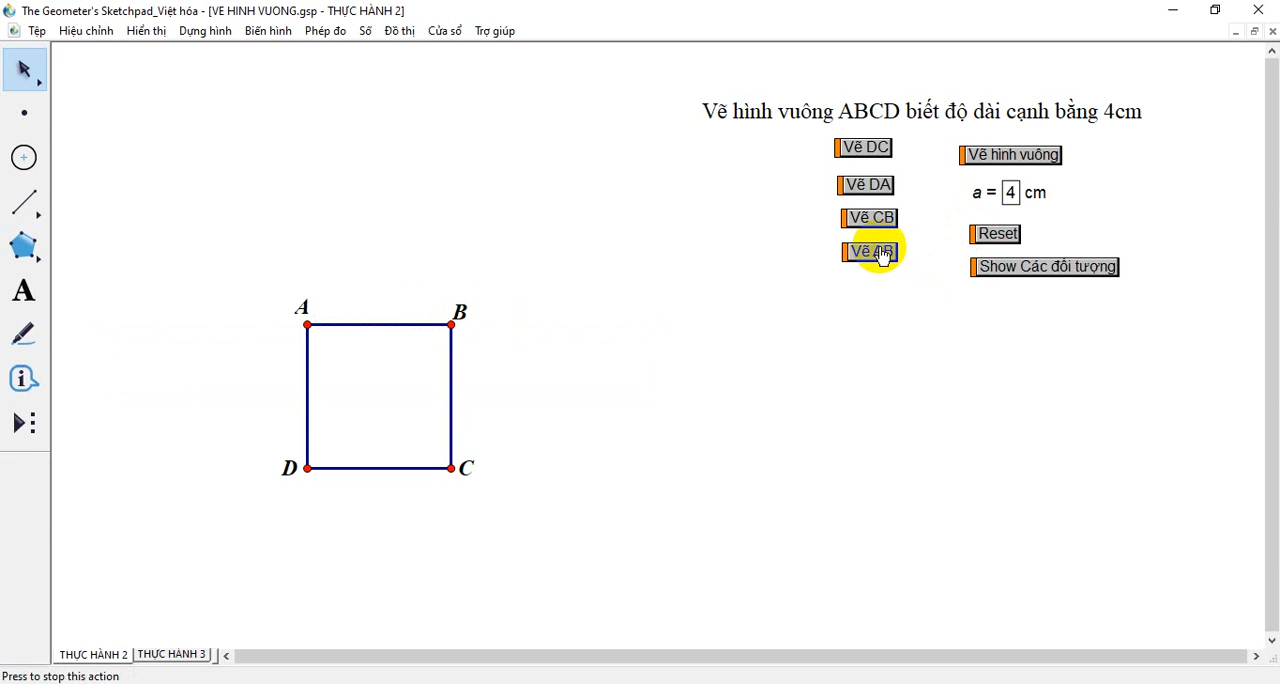 The Geometer's Sketchpad_Việt hóa - [VE HINH VUONG.gsp - THỰC HÀNH 2]
Tệp Hiệu chỉnh Hiển thị Dựng hình Biến hình Phép đo Số Đồ thị Cửa sổ Trợ giúp
Vẽ hình vuông ABCD biết độ dài cạnh bằng 4cm
Vẽ DC
Vẽ hình vuông
Vẽ DA
a = 4 cm
Vẽ CB
Reset
Vẽ AB
Show Các đối tượng
A
A B
D C
THỰC HÀNH 2 THỰC HÀNH 3
Press to stop this action